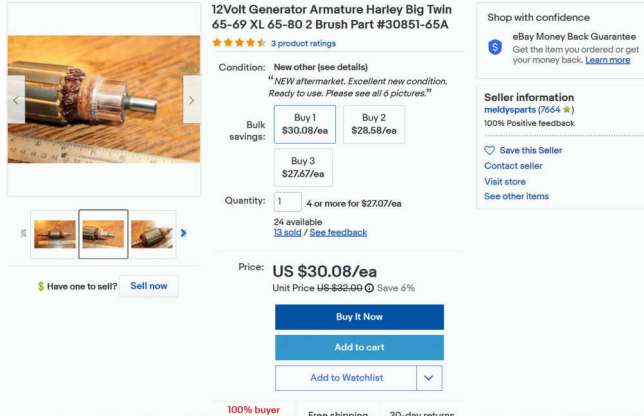 12Volt Generator Armature Harley Big Twin
65-69 XL 65-80 2 Brush Part #30851-65A
3 product ratings
Condition: New other (see details)
"NEW aftermarket. Excellent new condition.
Ready to use. Please see all 6 pictures."
Bulk
savings:
Buy 1
$30.08/ea
Buy 2
$28.58/ea
Buy 3
$27.67/ea
Quantity: 1 4 or more for $27.07/ea
24 available
13 sold / See feedback
Price: US $30.08/ea
Unit Price US $32.00 Save 6%
Buy It Now
Add to cart
Add to Watchlist
100% buyer
Free shipping
30-day returns
$ Have one to sell? Sell now
Shop with confidence
eBay Money Back Guarantee
Get the item you ordered or get
your money back. Learn more
Seller information
meldysparts (7664)
100% Positive feedback
Save this Seller
Contact seller
Visit store
See other items